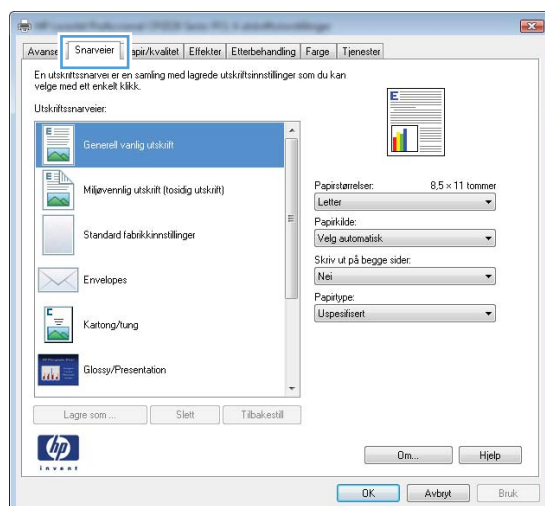 Avanse Snarveier apir/kvalitet Effekter Etterbehandling Farge Tjenester
En utskriftssnarvei er en samling med lagrede utskriftsinnstillinger som du kan
velge med ett enkelt klikk.
Utskriftssnarveier:
E
Generell vanlig utskrift
E
Miljøvennlig utskrift (tosidig utskrift)
Standard fabrikkinnstillinger
Envelopes
C
Kartong/tung
Glossy/Presentation
Lagre som ... Slett Tilbakestill
E
Papirstørrelser: 8,5 × 11 tommer
Letter
Papirkilde:
Velg automatisk
Skriv ut på begge sider:
Nei
Papirtype:
Uspesifisert
hp
invent
Om... Hjelp
OK Avbryt Bruk